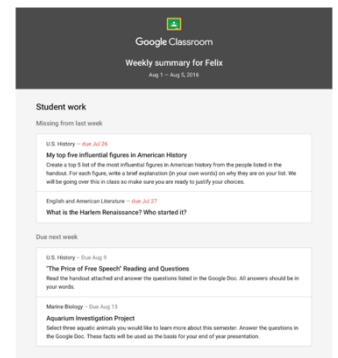 Google Classroom
Weekly summary for Felix
Aug 1 – Aug 5, 2016
Student work
Missing from last week
U.S. History – due Jul 26
My top five influential figures in American History
Create a top 5 list of the most influential figures in American history from the people listed in the
handout. For each figure, write a brief explanation (in your own words) on why they are on your list. We
will be going over this in class so make sure you are ready to justify your choices.
English and American Literature – due Jul 27
What is the Harlem Renaissance? Who started it?
Due next week
U.S. History – Due Aug 9
"The Price of Free Speech" Reading and Questions
Read the handout attached and answer the questions listed in the Google Doc. All answers should be in
your words.
Marine Biology – Due Aug 13
Aquarium Investigation Project
Select three aquatic animals you would like to learn more about this semester. Answer the questions in
the Google Doc. These facts will be used as the basis for your end of year presentation.